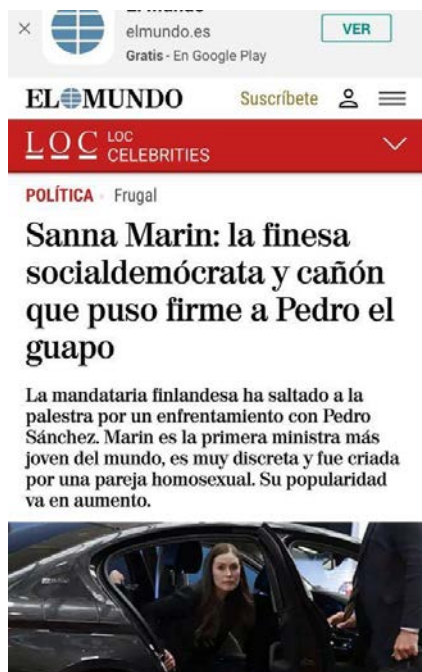 elmundo.es
VER
Gratis - En Google Play
EL MUNDO
Suscríbete
LOC
LOC
CELEBRITIES
POLÍTICA
Frugal
Sanna Marin: la finesa
socialdemócrata y cañón
que puso firme a Pedro el
guapo
La mandataria finlandesa ha saltado a la
palestra por un enfrentamiento con Pedro
Sánchez. Marin es la primera ministra más
joven del mundo, es muy discreta y fue criada
por una pareja homosexual. Su popularidad
va en aumento.